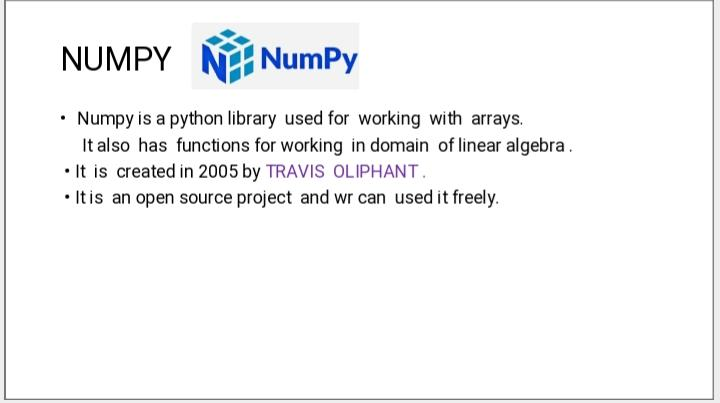 NUMPY NumPy
• Numpy is a python library used for working with arrays.
It also has functions for working in domain of linear algebra .
• It is created in 2005 by TRAVIS OLIPHANT .
• It is an open source project and wr can used it freely.